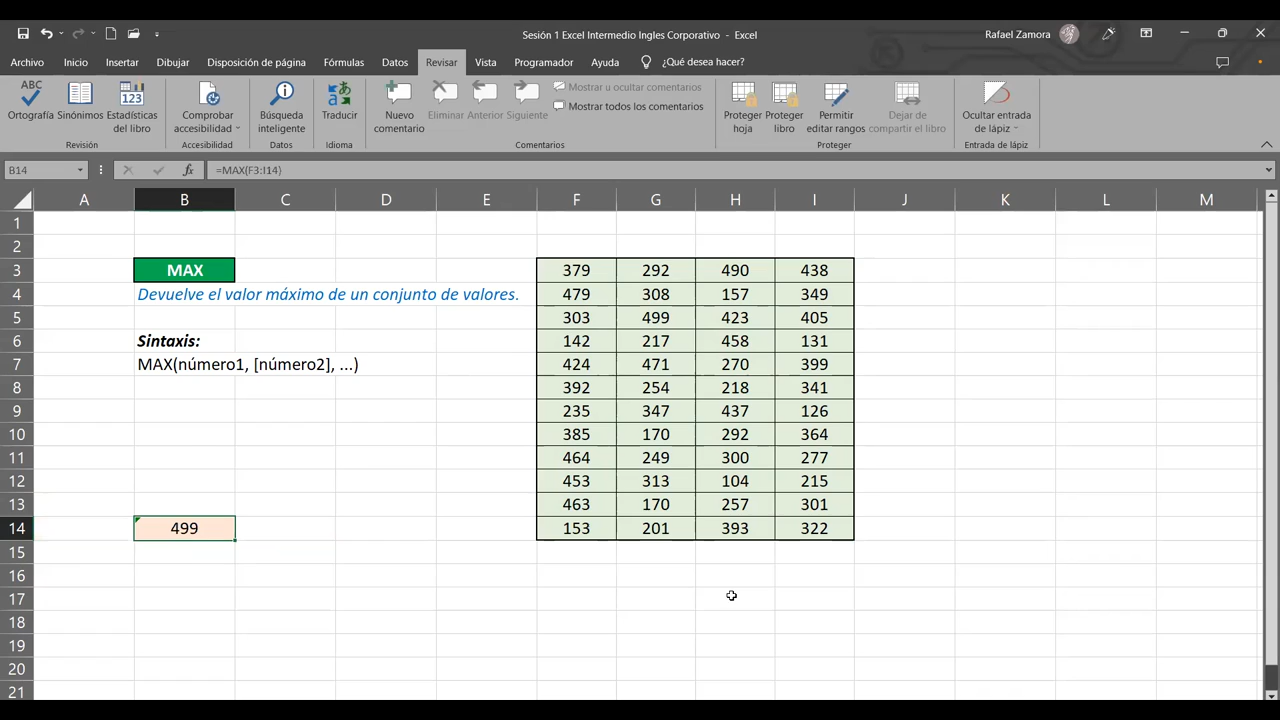 Sesión 1 Excel Intermedio Ingles Corporativo - Excel
Rafael Zamora
Archivo Inicio Insertar Dibujar Disposición de página Fórmulas Datos Revisar Vista Programador Ayuda ¿Qué desea hacer?
ABC
Ortografía
Sinónimos
123
Estadísticas
del libro
Revisión
Comprobar
accesibilidad
Accesibilidad
Búsqueda
inteligente
Datos
Traducir
Idioma
Nuevo
comentario
Eliminar
Anterior
Siguiente
Mostrar u ocultar comentarios
Mostrar todos los comentarios
Comentarios
Proteger
hoja
Proteger
libro
Permitir
editar rangos
Dejar de
compartir el libro
Proteger
Ocultar entrada
de lápiz
Entrada de lápiz
B14 fx =MAX(F3:I14)
A B C D E F G H I J K L M
1
2
3 MAX 379 292 490 438
4 Devuelve el valor máximo de un conjunto de valores. 479 308 157 349
5 303 499 423 405
6 Sintaxis: 142 217 458 131
7 MAX(número1, [número2], ...) 424 471 270 399
8 392 254 218 341
9 235 347 437 126
10 385 170 292 364
11 464 249 300 277
12 453 313 104 215
13 463 170 257 301
14 499 153 201 393 322
15
16
17
18
19
20
21